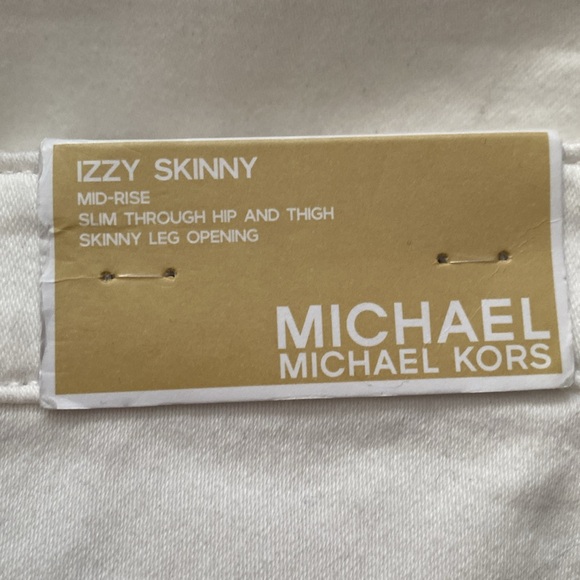 IZZY SKINNY
MID-RISE
SLIM THROUGH HIP AND THIGH
SKINNY LEG OPENING
MICHAEL
MICHAEL KORS